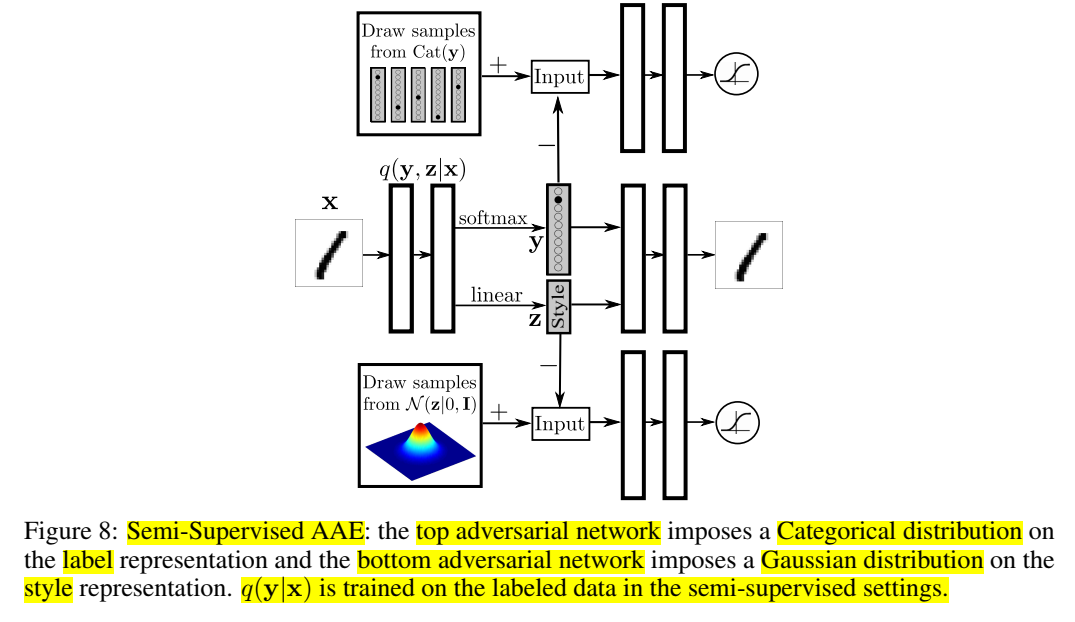 Draw samples
from Cat(y)
+
Input
−
q(y, z|x)
x
softmax
y
linear
z
Style
−
Draw samples
from 𝒩(z|0, I)
+
Input
Figure 8: Semi-Supervised AAE: the top adversarial network imposes a Categorical distribution on
the label representation and the bottom adversarial network imposes a Gaussian distribution on the
style representation. q(y|x) is trained on the labeled data in the semi-supervised settings.